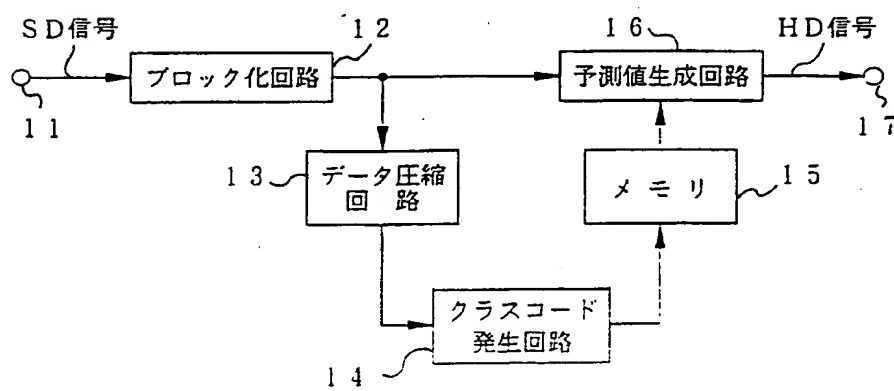 SD信号
12
16
HD信号
ブロック化回路
予測値生成回路
11
17
13
データ圧縮
回路
メモリ
15
クラスコード
発生回路
14